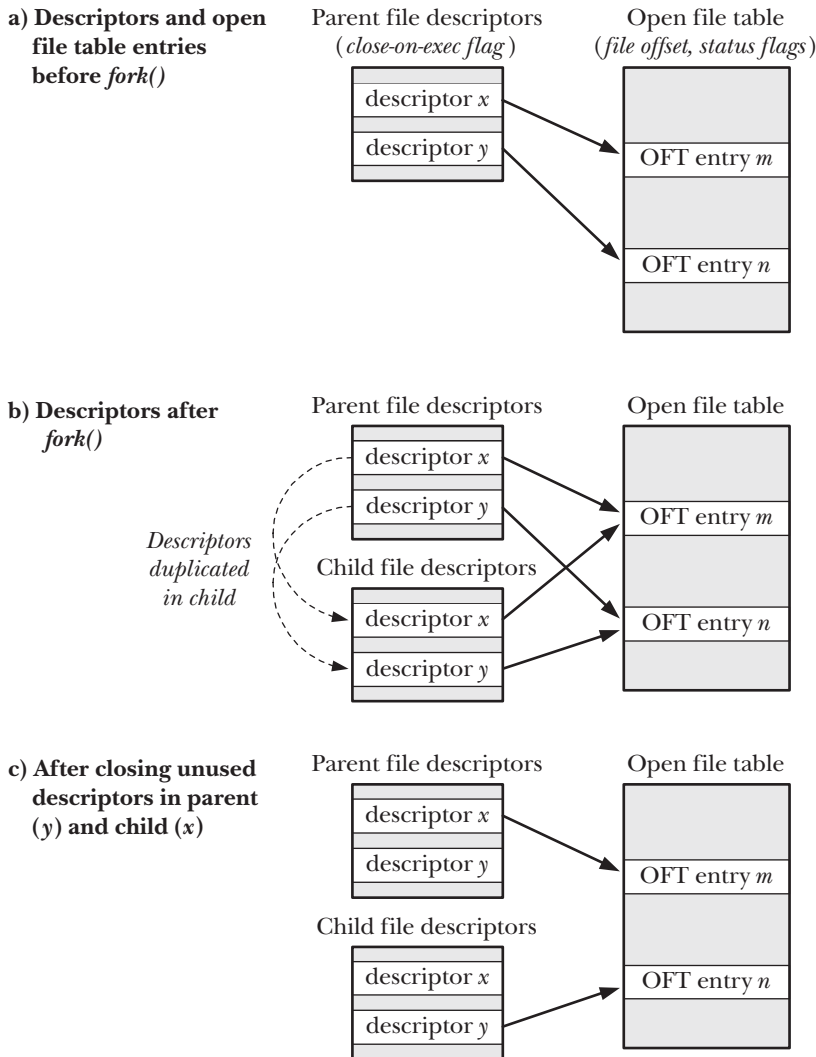 a) Descriptors and open
file table entries
before fork()
Parent file descriptors
(close-on-exec flag)
Open file table
(file offset, status flags)
descriptor x
descriptor y
OFT entry m
OFT entry n
b) Descriptors after
fork()
Parent file descriptors
Open file table
descriptor x
descriptor y
Descriptors
duplicated
in child
Child file descriptors
descriptor x
descriptor y
OFT entry m
OFT entry n
c) After closing unused
descriptors in parent
(y) and child (x)
Parent file descriptors
Open file table
descriptor x
descriptor y
OFT entry m
Child file descriptors
descriptor x
descriptor y
OFT entry n